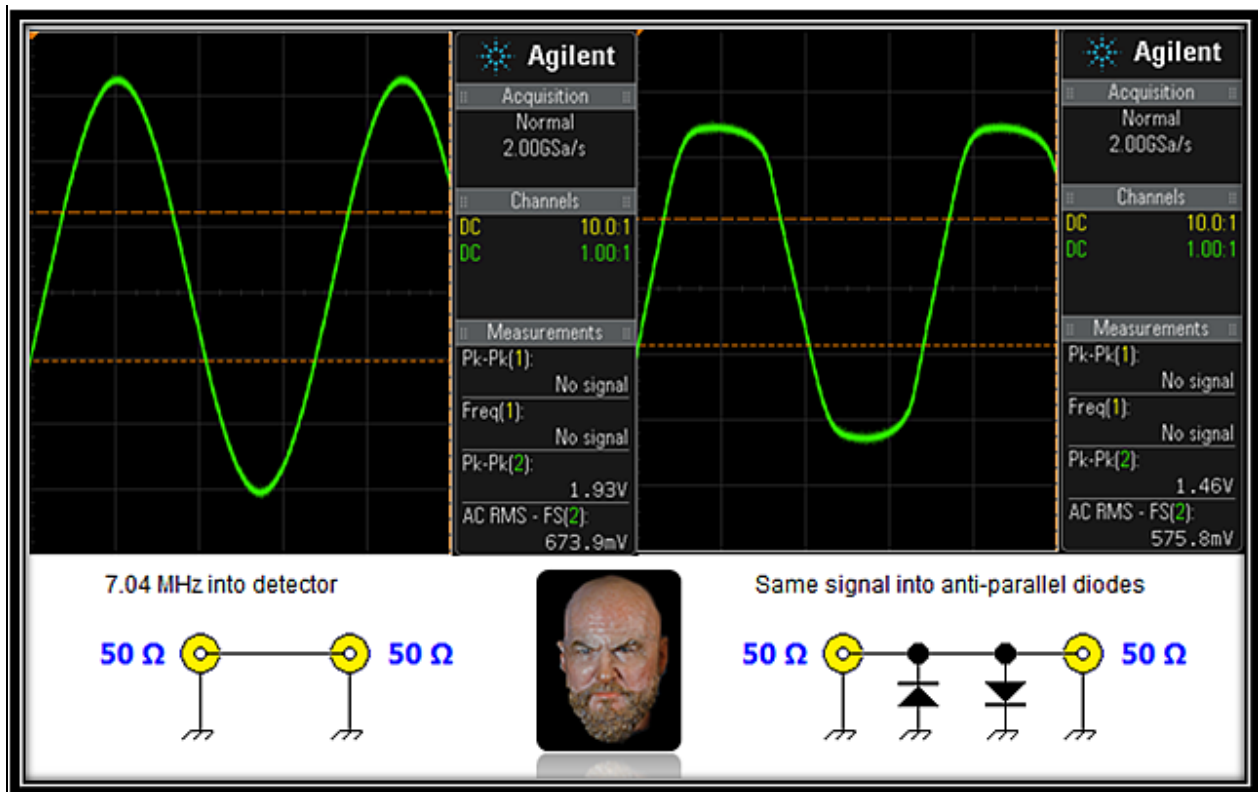 Agilent
Acquisition
Normal
2.00GSa/s
Channels
DC 10.0:1
DC 1.00:1
Measurements
Pk-Pk(1):
No signal
Freq(1):
No signal
Pk-Pk(2):
1.93V
AC RMS - FS(2):
673.9mV
Agilent
Acquisition
Normal
2.00GSa/s
Channels
DC 10.0:1
DC 1.00:1
Measurements
Pk-Pk(1):
No signal
Freq(1):
No signal
Pk-Pk(2):
1.46V
AC RMS - FS(2):
575.8mV
7.04 MHz into detector
50 Ω 50 Ω
Same signal into anti-parallel diodes
50 Ω 50 Ω